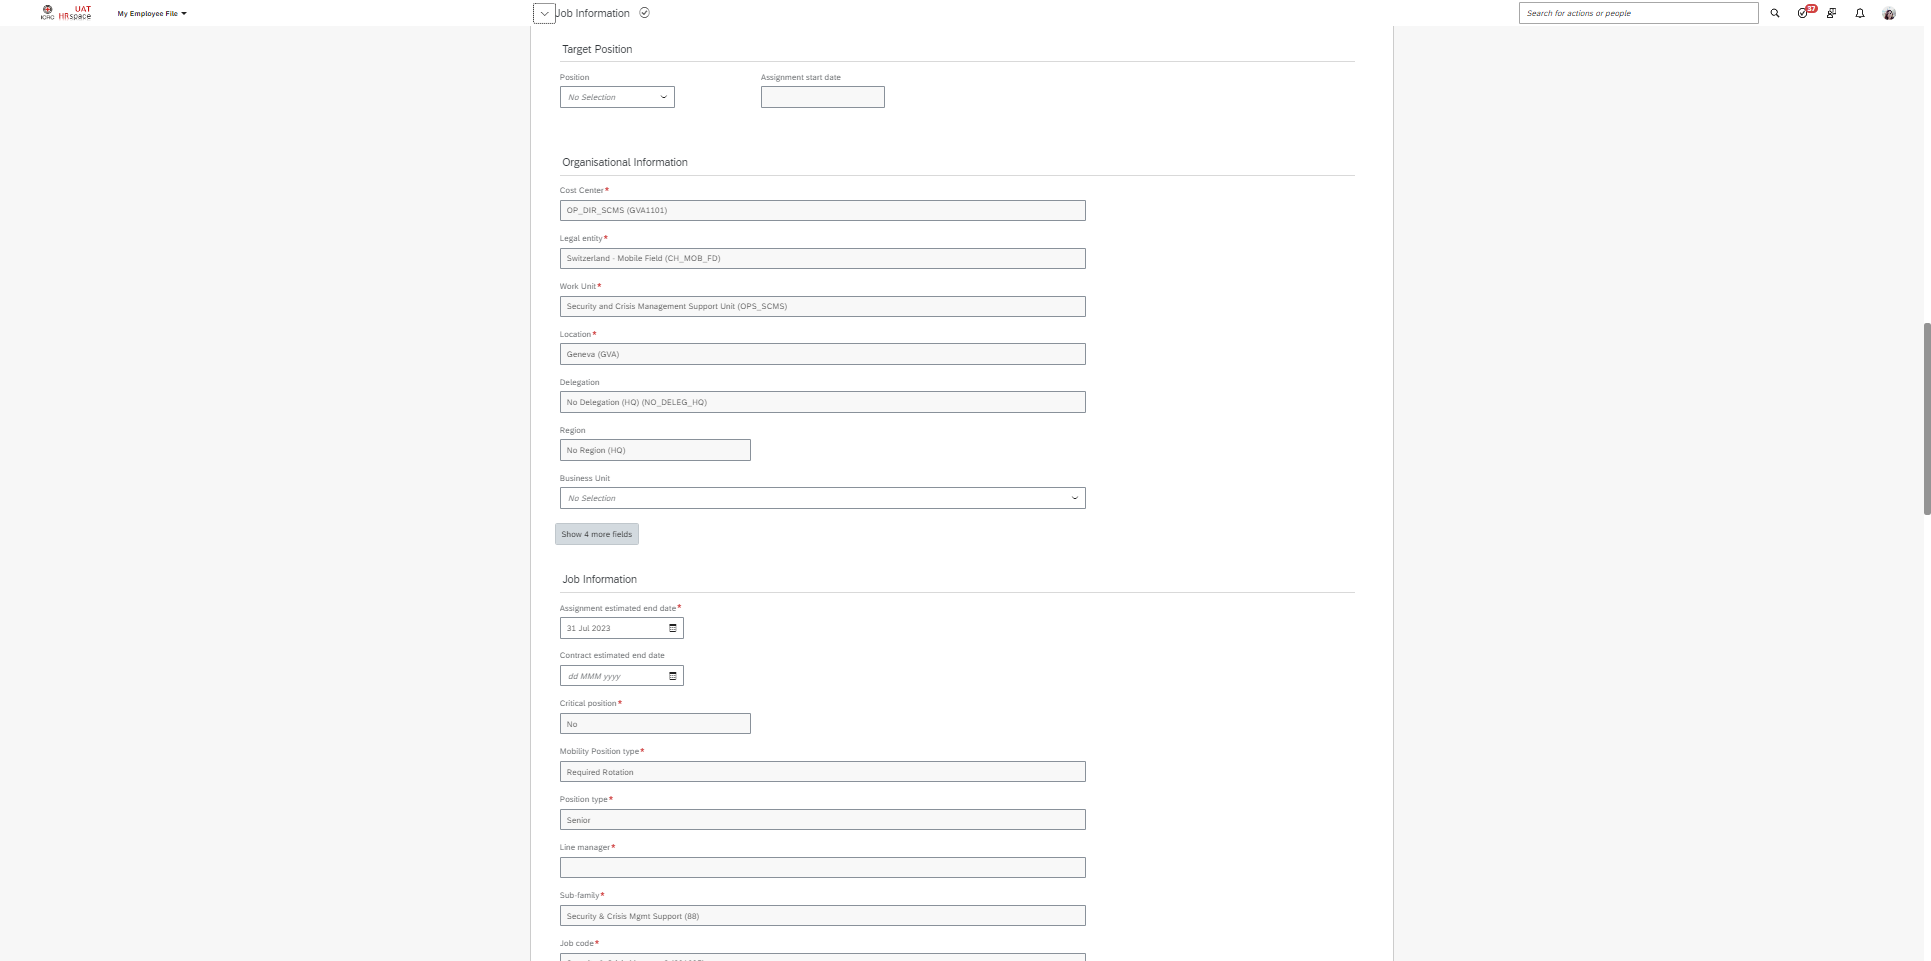 UAT
ICRC HRspace
My Employee File
Job Information
Search for actions or people
37
Target Position
Position
Assignment start date
No Selection
Organisational Information
Cost Center*
OP_DIR_SCMS (GVA1101)
Legal entity*
Switzerland - Mobile Field (CH_MOB_FD)
Work Unit*
Security and Crisis Management Support Unit (OPS_SCMS)
Location*
Geneva (GVA)
Delegation
No Delegation (HQ) (NO_DELEG_HQ)
Region
No Region (HQ)
Business Unit
No Selection
Show 4 more fields
Job Information
Assignment estimated end date*
31 Jul 2023
Contract estimated end date
dd MMM yyyy
Critical position*
No
Mobility Position type*
Required Rotation
Position type*
Senior
Line manager*
Sub-family*
Security & Crisis Mgmt Support (88)
Job code*